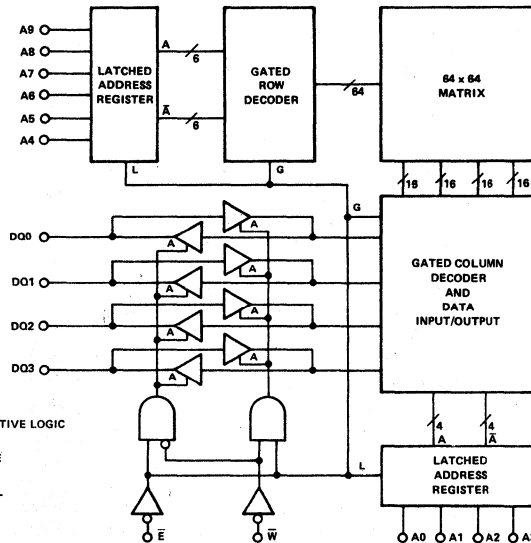 A9
A8
A7
A6
A5
A4
LATCHED
ADDRESS
REGISTER
A
6
Ā
6
GATED
ROW
DECODER
64
64 x 64
MATRIX
L
G
16
16
16
16
G
DQ0
A
A
DQ1
A
A
DQ2
A
A
DQ3
A
A
GATED COLUMN
DECODER
AND
DATA
INPUT/OUTPUT
TIVE LOGIC
4
A
4
Ā
L
LATCHED
ADDRESS
REGISTER
E̅
W̅
A0
A1
A2